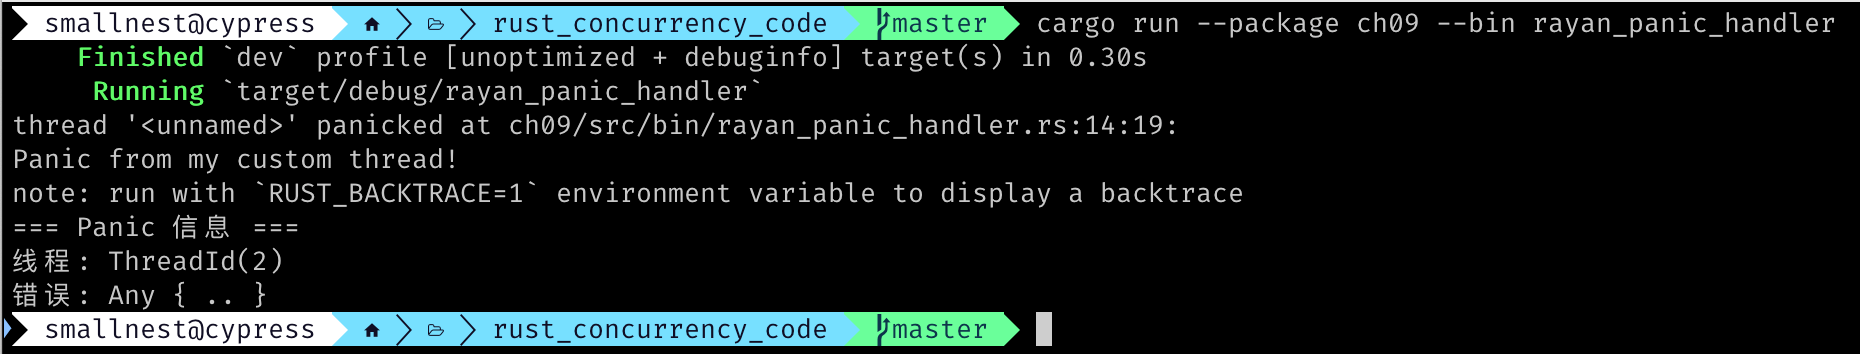 smallnest@cypress rust_concurrency_code master cargo run --package ch09 --bin rayan_panic_handler
Finished `dev` profile [unoptimized + debuginfo] target(s) in 0.30s
Running `target/debug/rayan_panic_handler`
thread '<unnamed>' panicked at ch09/src/bin/rayan_panic_handler.rs:14:19:
Panic from my custom thread!
note: run with `RUST_BACKTRACE=1` environment variable to display a backtrace
=== Panic 信息 ===
线程: ThreadId(2)
错误: Any { .. }
smallnest@cypress rust_concurrency_code master